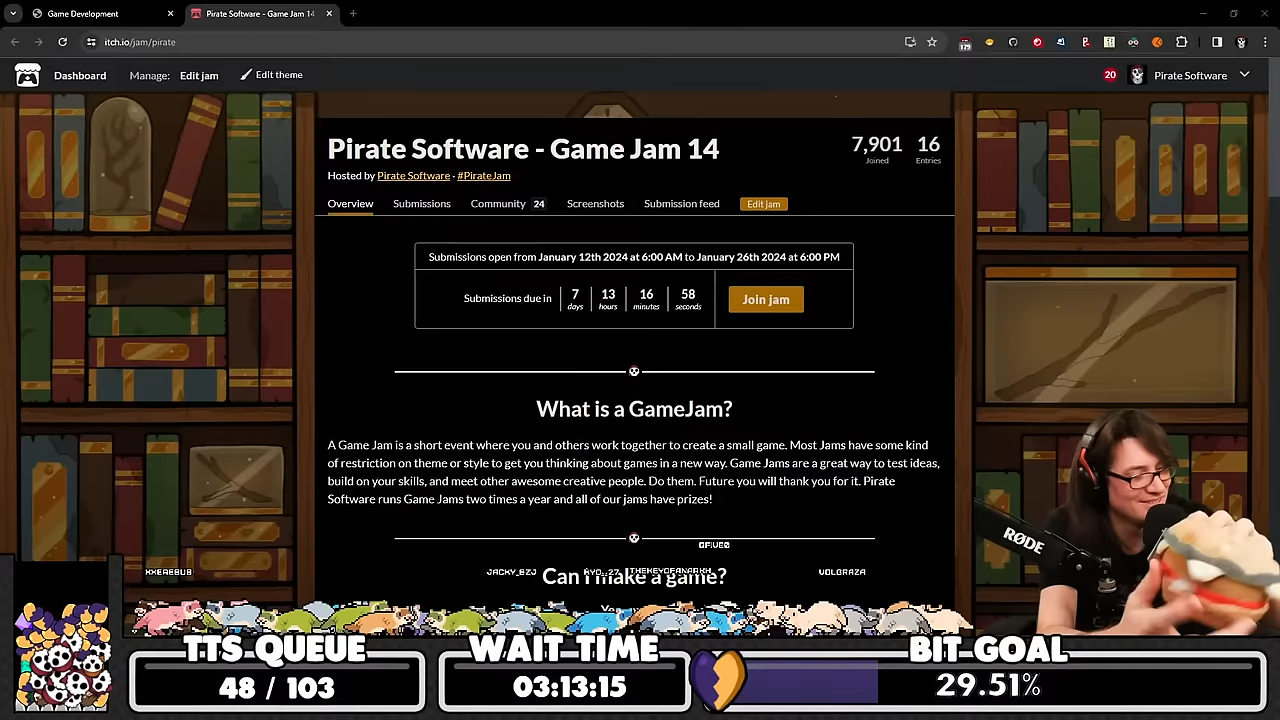 Game Development
Pirate Software - Game Jam 14
itch.io/jam/pirate
179
Dashboard
Manage: Edit jam
Edit theme
20
Pirate Software
Pirate Software - Game Jam 14
7,901
Joined
16
Entries
Hosted by Pirate Software · #PirateJam
Overview
Submissions
Community 24
Screenshots
Submission feed
Edit jam
Submissions open from January 12th 2024 at 6:00 AM to January 26th 2024 at 6:00 PM
Submissions due in
7
days
13
hours
16
minutes
58
seconds
Join jam
What is a GameJam?
A Game Jam is a short event where you and others work together to create a small game. Most Jams have some kind
of restriction on theme or style to get you thinking about games in a new way. Game Jams are a great way to test ideas,
build on your skills, and meet other awesome creative people. Do them. Future you will thank you for it. Pirate
Software runs Game Jams two times a year and all of our jams have prizes!
RØDE
XXEREBUB
VOLGRAZA
Can I make a game?
TTS QUEUE
48 / 103
WAIT TIME
03:13:15
BIT GOAL
29.51%